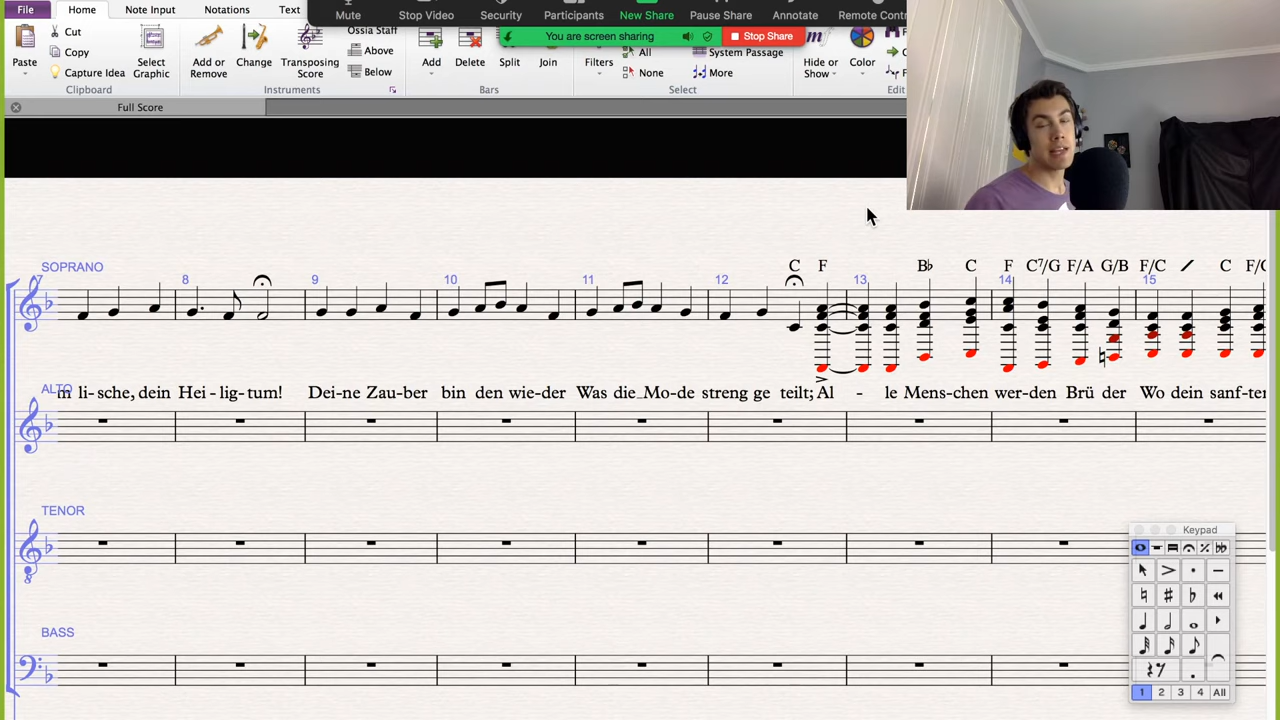 File Home Note Input Notations Text
Mute Stop Video Security Participants New Share Pause Share Annotate Remote Contr
You are screen sharing Stop Share
Paste Cut Copy Capture Idea Select Graphic Add or Remove Change Transposing Score Ossia Staff Above Below Add Delete Split Join Filters All None System Passage More Hide or Show Color
Clipboard Instruments Bars Select Edit
Full Score
SOPRANO
C F B♭ C F C7/G F/A G/B F/C C
7 8 9 10 11 12 13 14 15
li-sche, dein Hei-lig-tum! Dei-ne Zau-ber bin den wie-der Was die_Mo-de streng ge teilt; Al - le Mens-chen wer-den Brü der Wo dein sanf-ter
ALTO
TENOR
8
BASS
Keypad
1 2 3 4 All